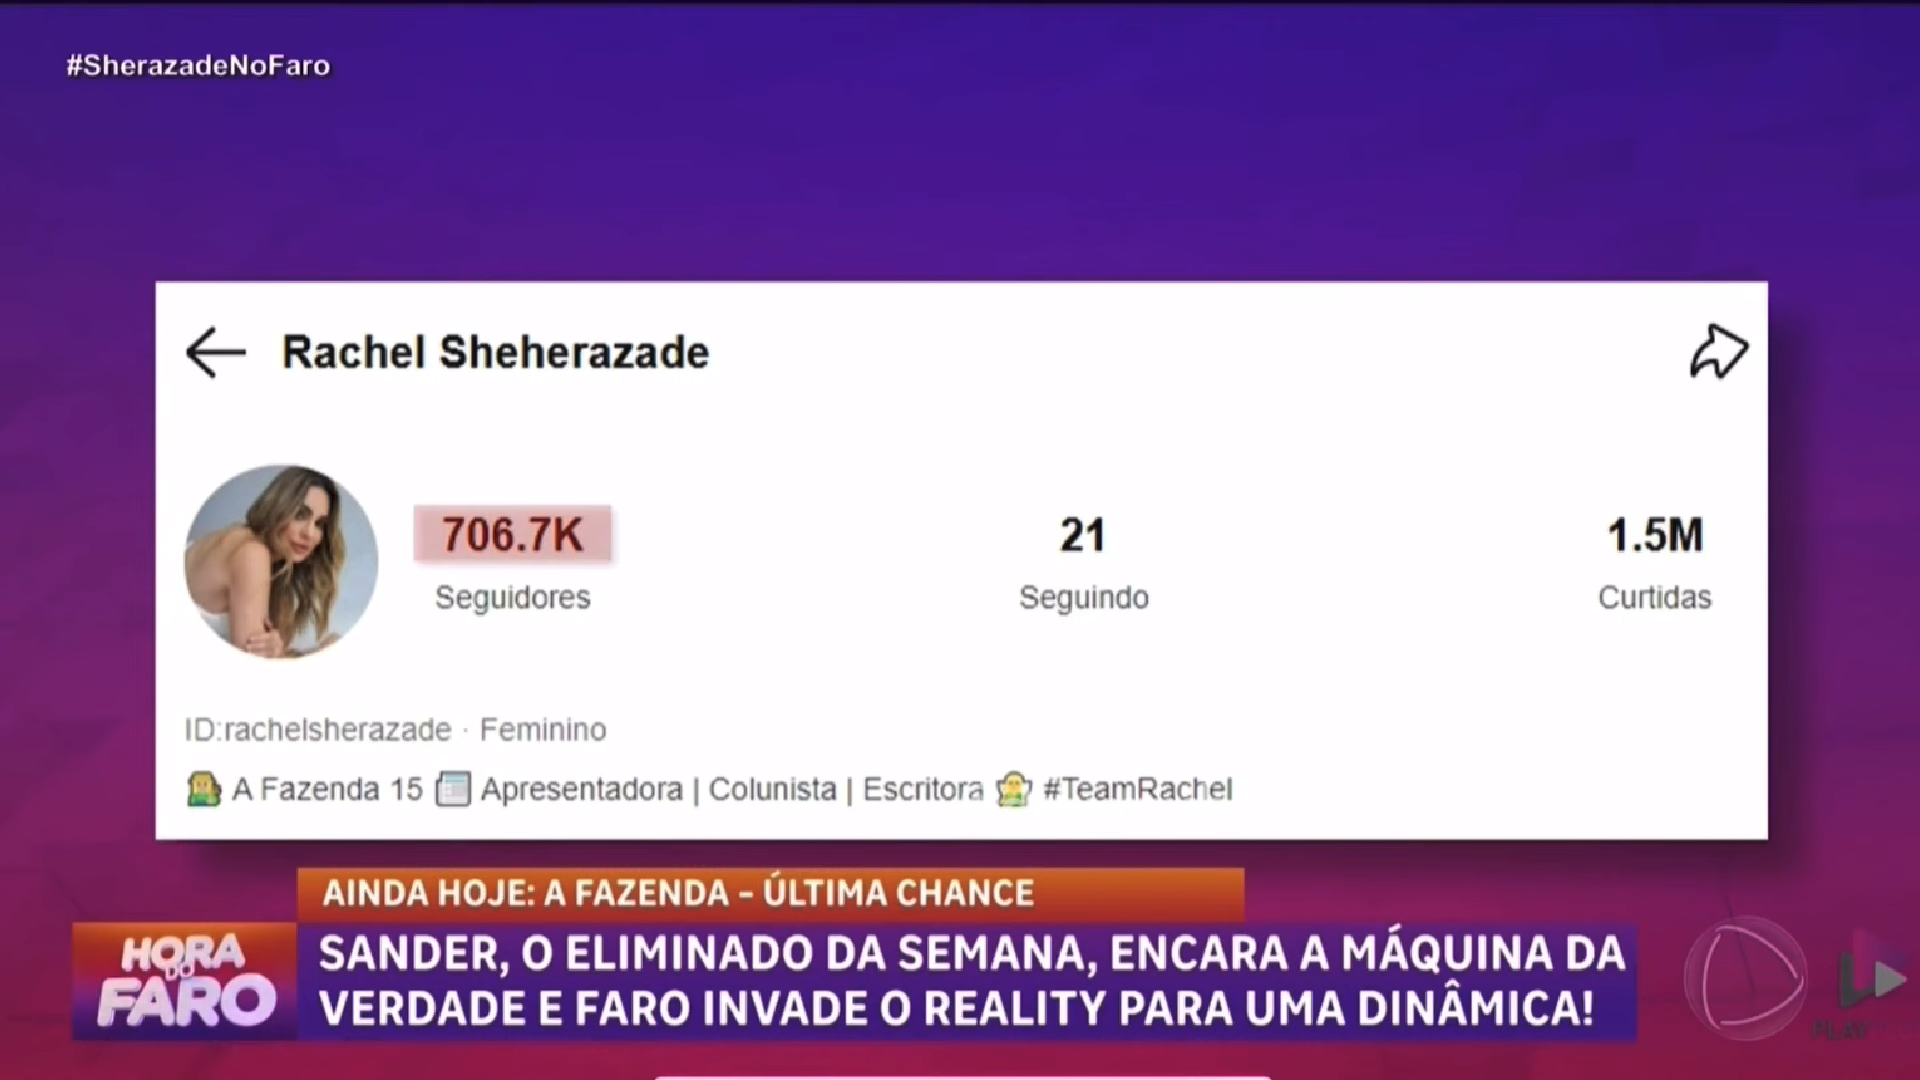 #SherazadeNoFaro
Rachel Sheherazade
706.7K
21
1.5M
Seguidores
Seguindo
Curtidas
ID:rachelsherazade · Feminino
A Fazenda 15 Apresentadora | Colunista | Escritora #TeamRachel
AINDA HOJE: A FAZENDA – ÚLTIMA CHANCE
HORA DO FARO
SANDER, O ELIMINADO DA SEMANA, ENCARA A MÁQUINA DA
VERDADE E FARO INVADE O REALITY PARA UMA DINÂMICA!
PLAY